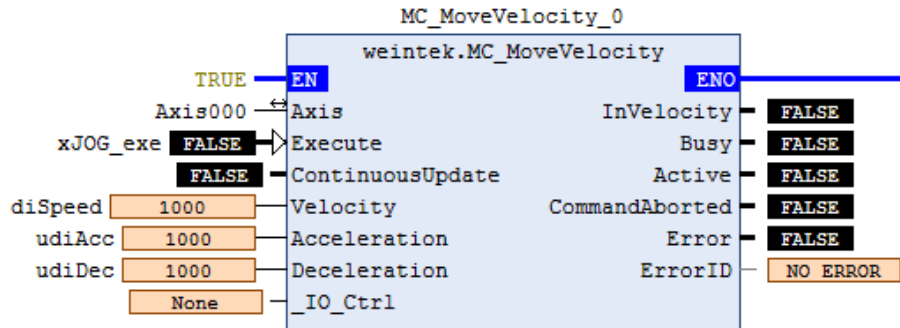 MC_MoveVelocity_0
weintek.MC_MoveVelocity
TRUE EN ENO
Axis000 Axis InVelocity FALSE
xJOG_exe FALSE Execute Busy FALSE
FALSE ContinuousUpdate Active FALSE
diSpeed 1000 Velocity CommandAborted FALSE
udiAcc 1000 Acceleration Error FALSE
udiDec 1000 Deceleration ErrorID NO ERROR
None _IO_Ctrl